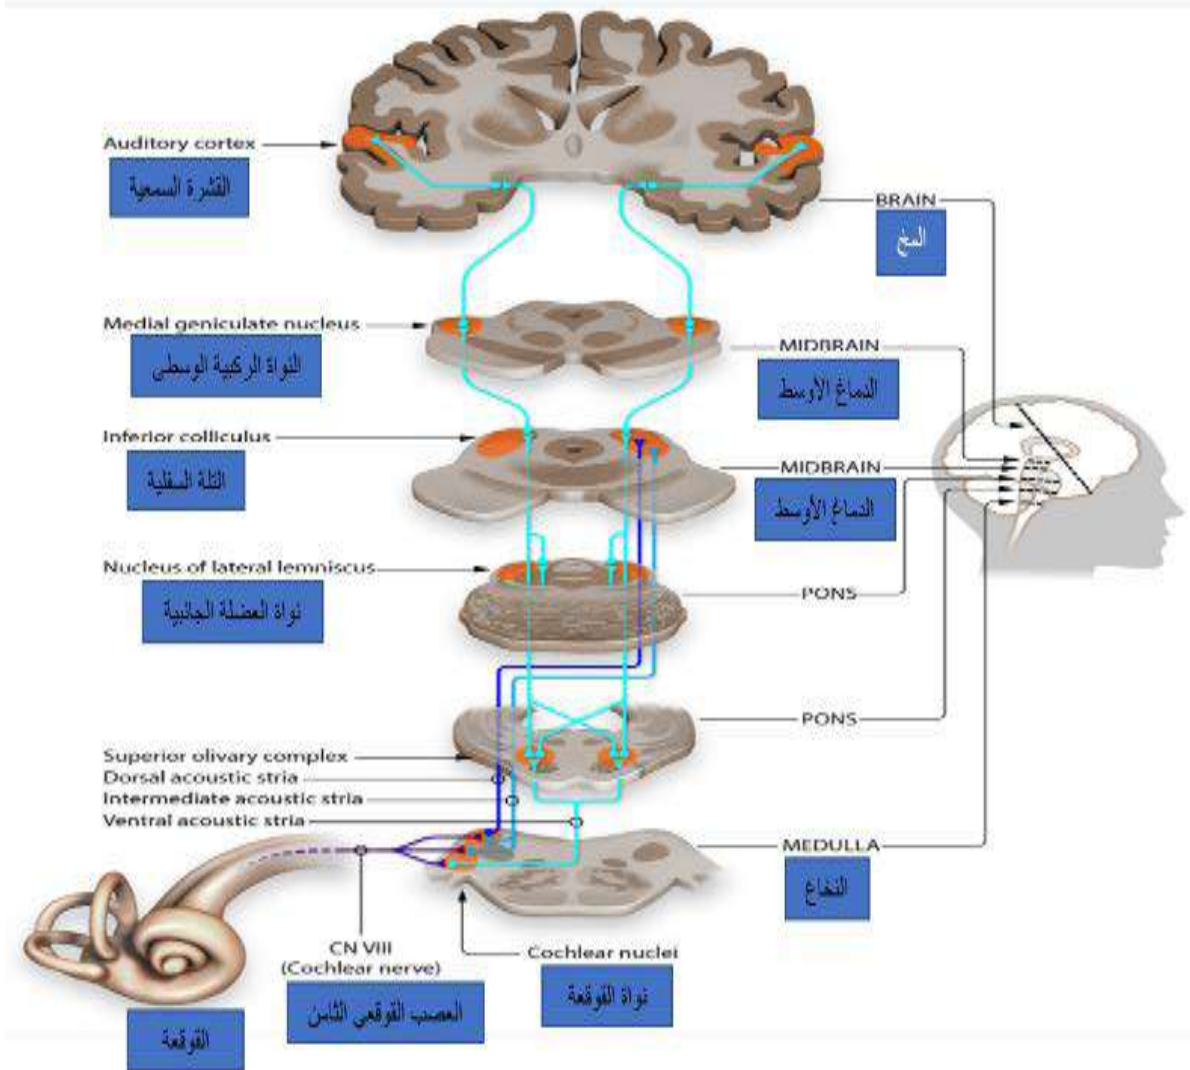 Auditory cortex
القشرة السمعية
BRAIN
المخ
Medial geniculate nucleus
النواة الركبية الوسطى
MIDBRAIN
الدماغ الأوسط
Inferior colliculus
التلة السفلية
MIDBRAIN
الدماغ الأوسط
Nucleus of lateral lemniscus
نواة العضلة الجانبية
PONS
PONS
Superior olivary complex
Dorsal acoustic stria
Intermediate acoustic stria
Ventral acoustic stria
MEDULLA
النخاع
CN VIII
(Cochlear nerve)
العصب القوقعي الثامن
Cochlear nuclei
نواة القوقعة
القوقعة